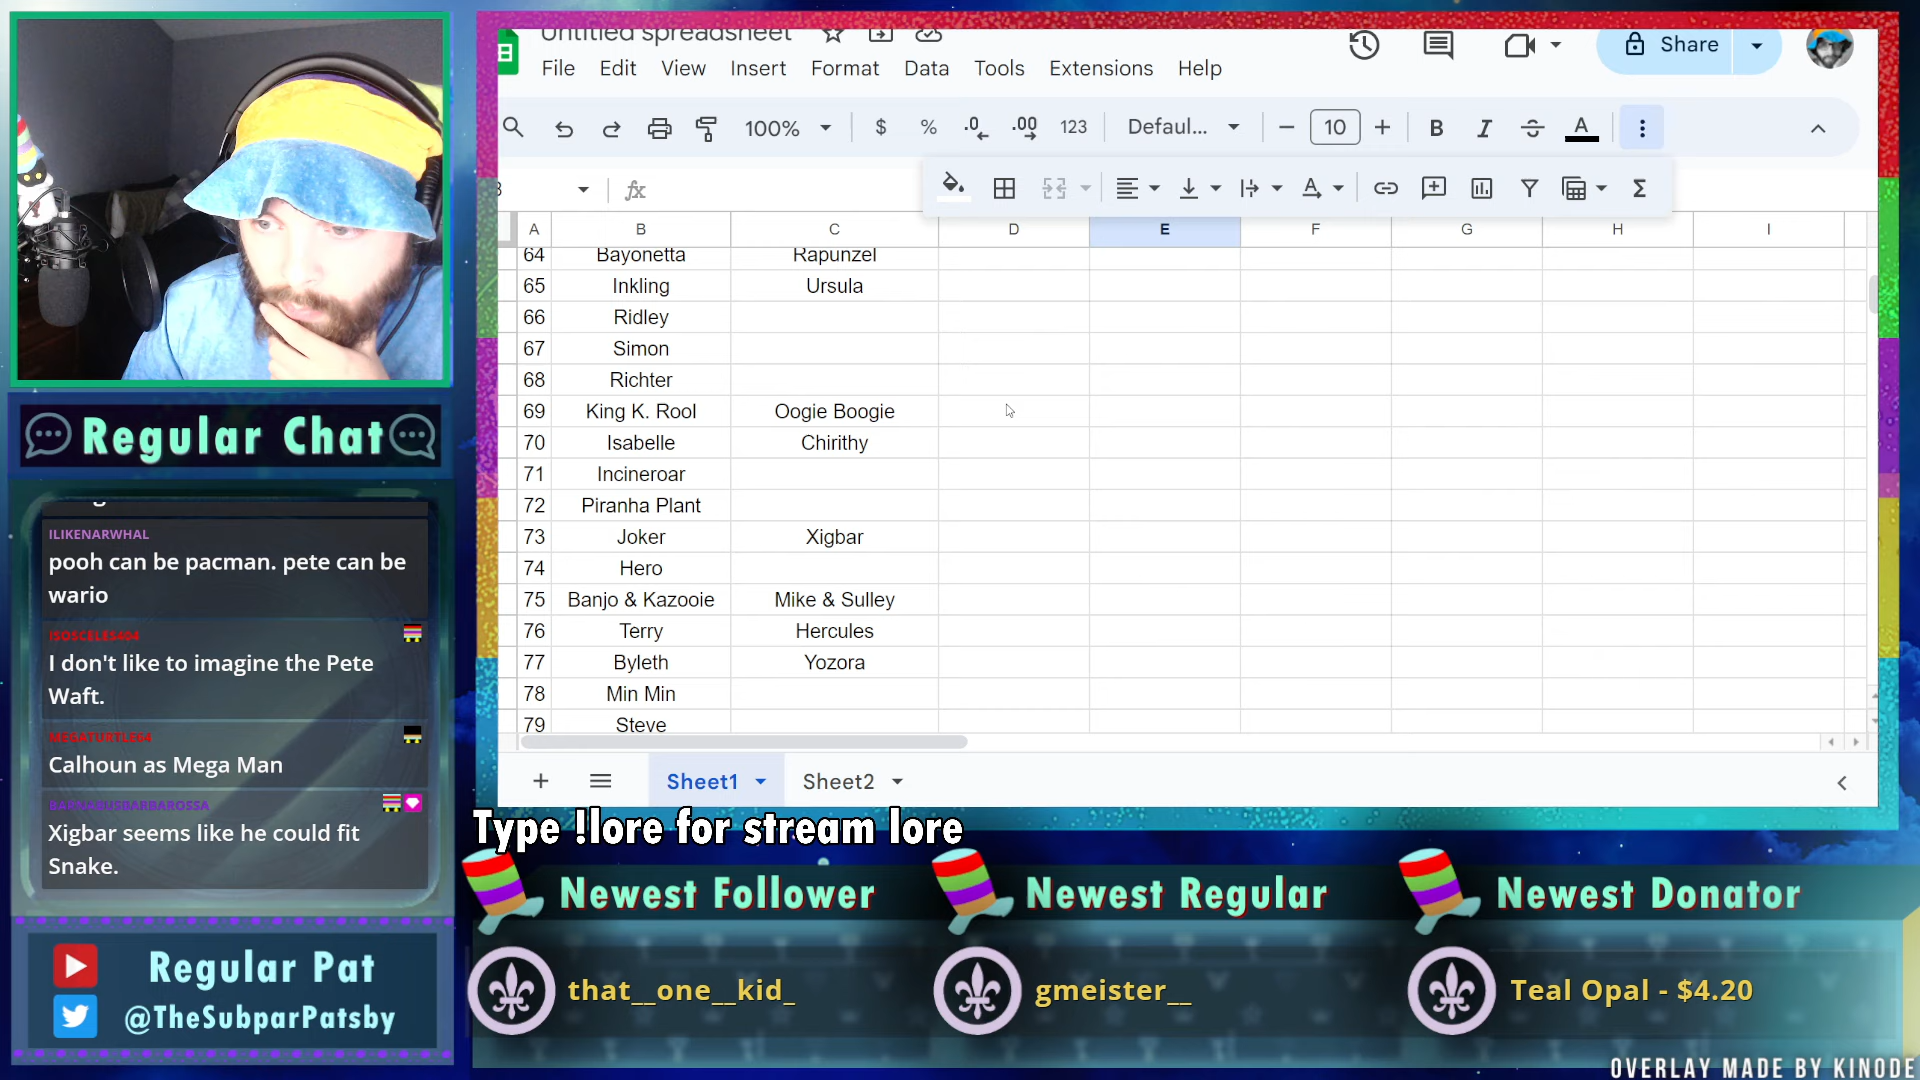 Untitled spreadsheet
File Edit View Insert Format Data Tools Extensions Help
Share
100% $ % .0 .00 123 Defaul... 10 B I A
fx
A B C D E F G H I
64 Bayonetta Rapunzel
65 Inkling Ursula
66 Ridley
67 Simon
68 Richter
69 King K. Rool Oogie Boogie
70 Isabelle Chirithy
71 Incineroar
72 Piranha Plant
73 Joker Xigbar
74 Hero
75 Banjo & Kazooie Mike & Sulley
76 Terry Hercules
77 Byleth Yozora
78 Min Min
79 Steve
Sheet1 Sheet2
Regular Chat
ILIKENARWHAL
pooh can be pacman. pete can be
wario
ISOSCELES404
I don't like to imagine the Pete
Waft.
MEGATURTLE64
Calhoun as Mega Man
BARNABUSBARBAROSSA
Xigbar seems like he could fit
Snake.
Regular Pat
@TheSubparPatsby
Type !lore for stream lore
Newest Follower
that__one__kid_
Newest Regular
gmeister__
Newest Donator
Teal Opal - $4.20
OVERLAY MADE BY KINODE